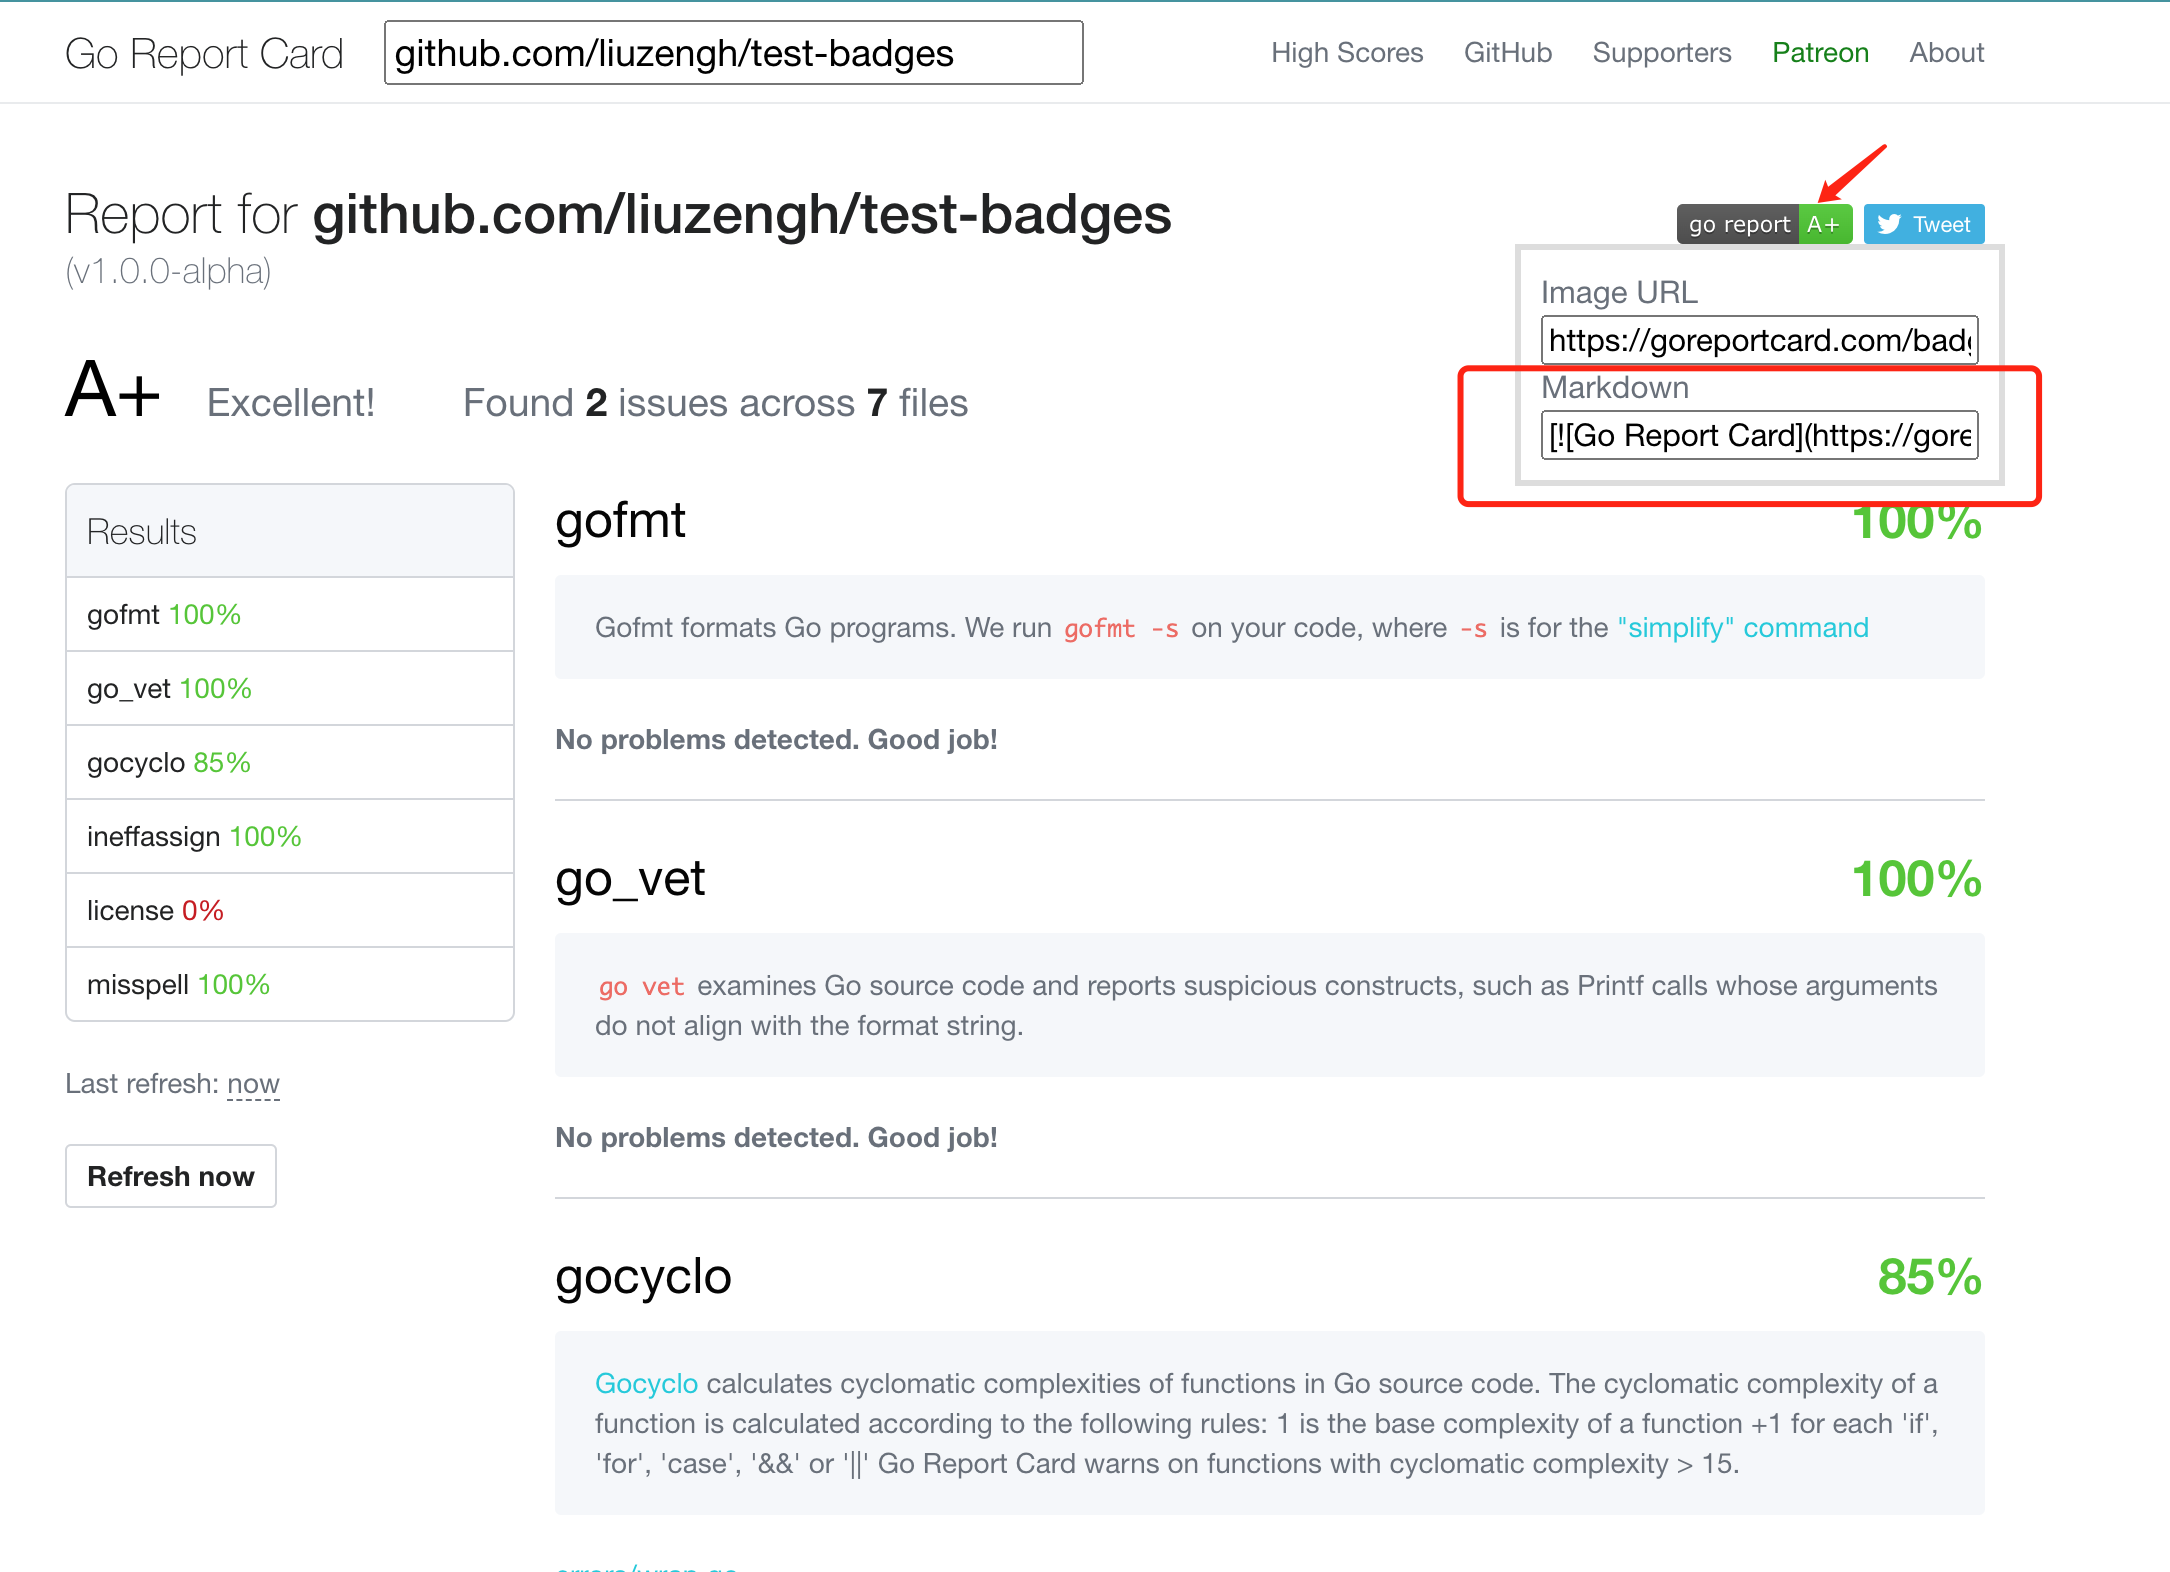 Go Report Card
github.com/liuzengh/test-badges
High Scores
GitHub
Supporters
Patreon
About
Report for github.com/liuzengh/test-badges
(v1.0.0-alpha)
go report A+
Tweet
Image URL
https://goreportcard.com/badg
Markdown
[![Go Report Card](https://gore
A+ Excellent! Found 2 issues across 7 files
Results
gofmt 100%
go_vet 100%
gocyclo 85%
ineffassign 100%
license 0%
misspell 100%
Last refresh: now
Refresh now
gofmt 100%
Gofmt formats Go programs. We run gofmt -s on your code, where -s is for the "simplify" command
No problems detected. Good job!
go_vet 100%
go vet examines Go source code and reports suspicious constructs, such as Printf calls whose arguments
do not align with the format string.
No problems detected. Good job!
gocyclo 85%
Gocyclo calculates cyclomatic complexities of functions in Go source code. The cyclomatic complexity of a
function is calculated according to the following rules: 1 is the base complexity of a function +1 for each 'if',
'for', 'case', '&&' or '||' Go Report Card warns on functions with cyclomatic complexity > 15.
errors/wrap.go